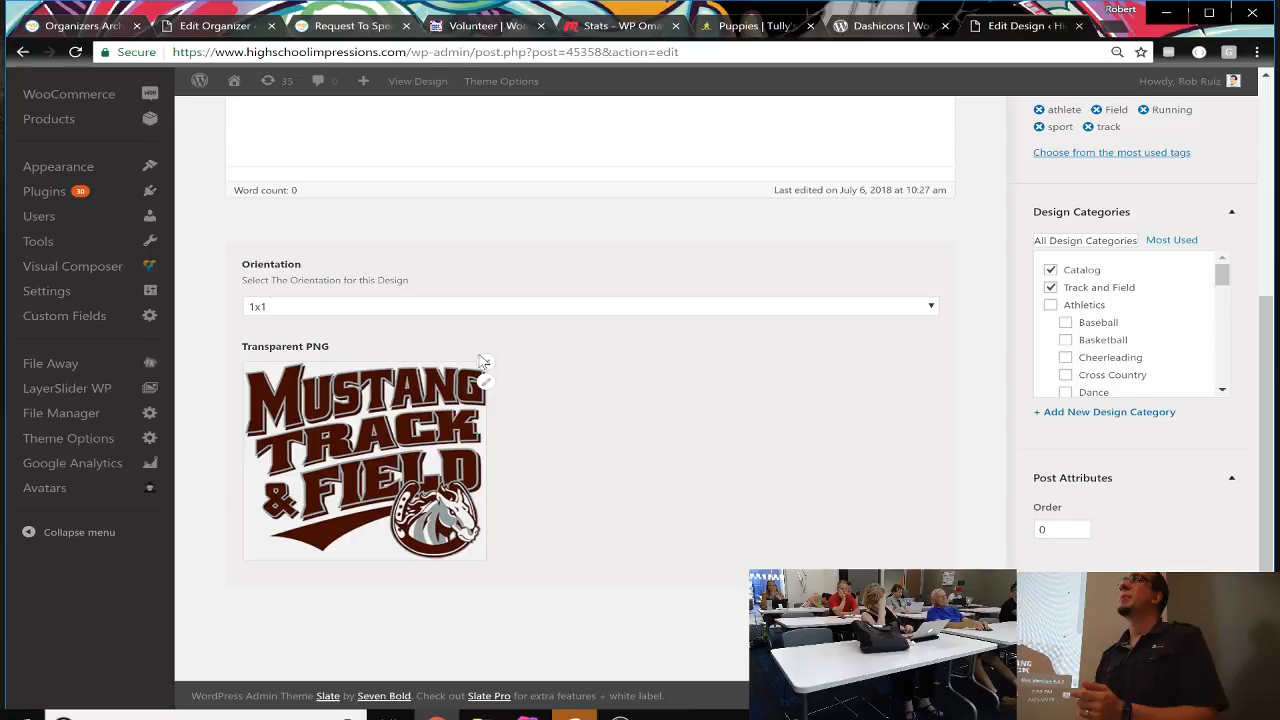 Robert
Organizers Arch
Edit Organizer
Request To Spe
Volunteer | Wor
Stats - WP Oma
Puppies | Tully's
Dashicons | Wo
Edit Design ‹ Hi
Secure
https://www.highschoolimpressions.com/wp-admin/post.php?post=45358&action=edit
35
0
View Design
Theme Options
Howdy, Rob Ruiz
WooCommerce
Products
Appearance
Plugins 30
Users
Tools
Visual Composer
Settings
Custom Fields
File Away
LayerSlider WP
File Manager
Theme Options
Google Analytics
Avatars
Collapse menu
Word count: 0
Last edited on July 6, 2018 at 10:27 am
Orientation
Select The Orientation for this Design
1x1
Transparent PNG
MUSTANG
TRACK
& FIELD
athlete Field Running
sport track
Choose from the most used tags
Design Categories
All Design Categories Most Used
Catalog
Track and Field
Athletics
Baseball
Basketball
Cheerleading
Cross Country
Dance
+ Add New Design Category
Post Attributes
Order
0
WordPress Admin Theme Slate by Seven Bold. Check out Slate Pro for extra features + white label.